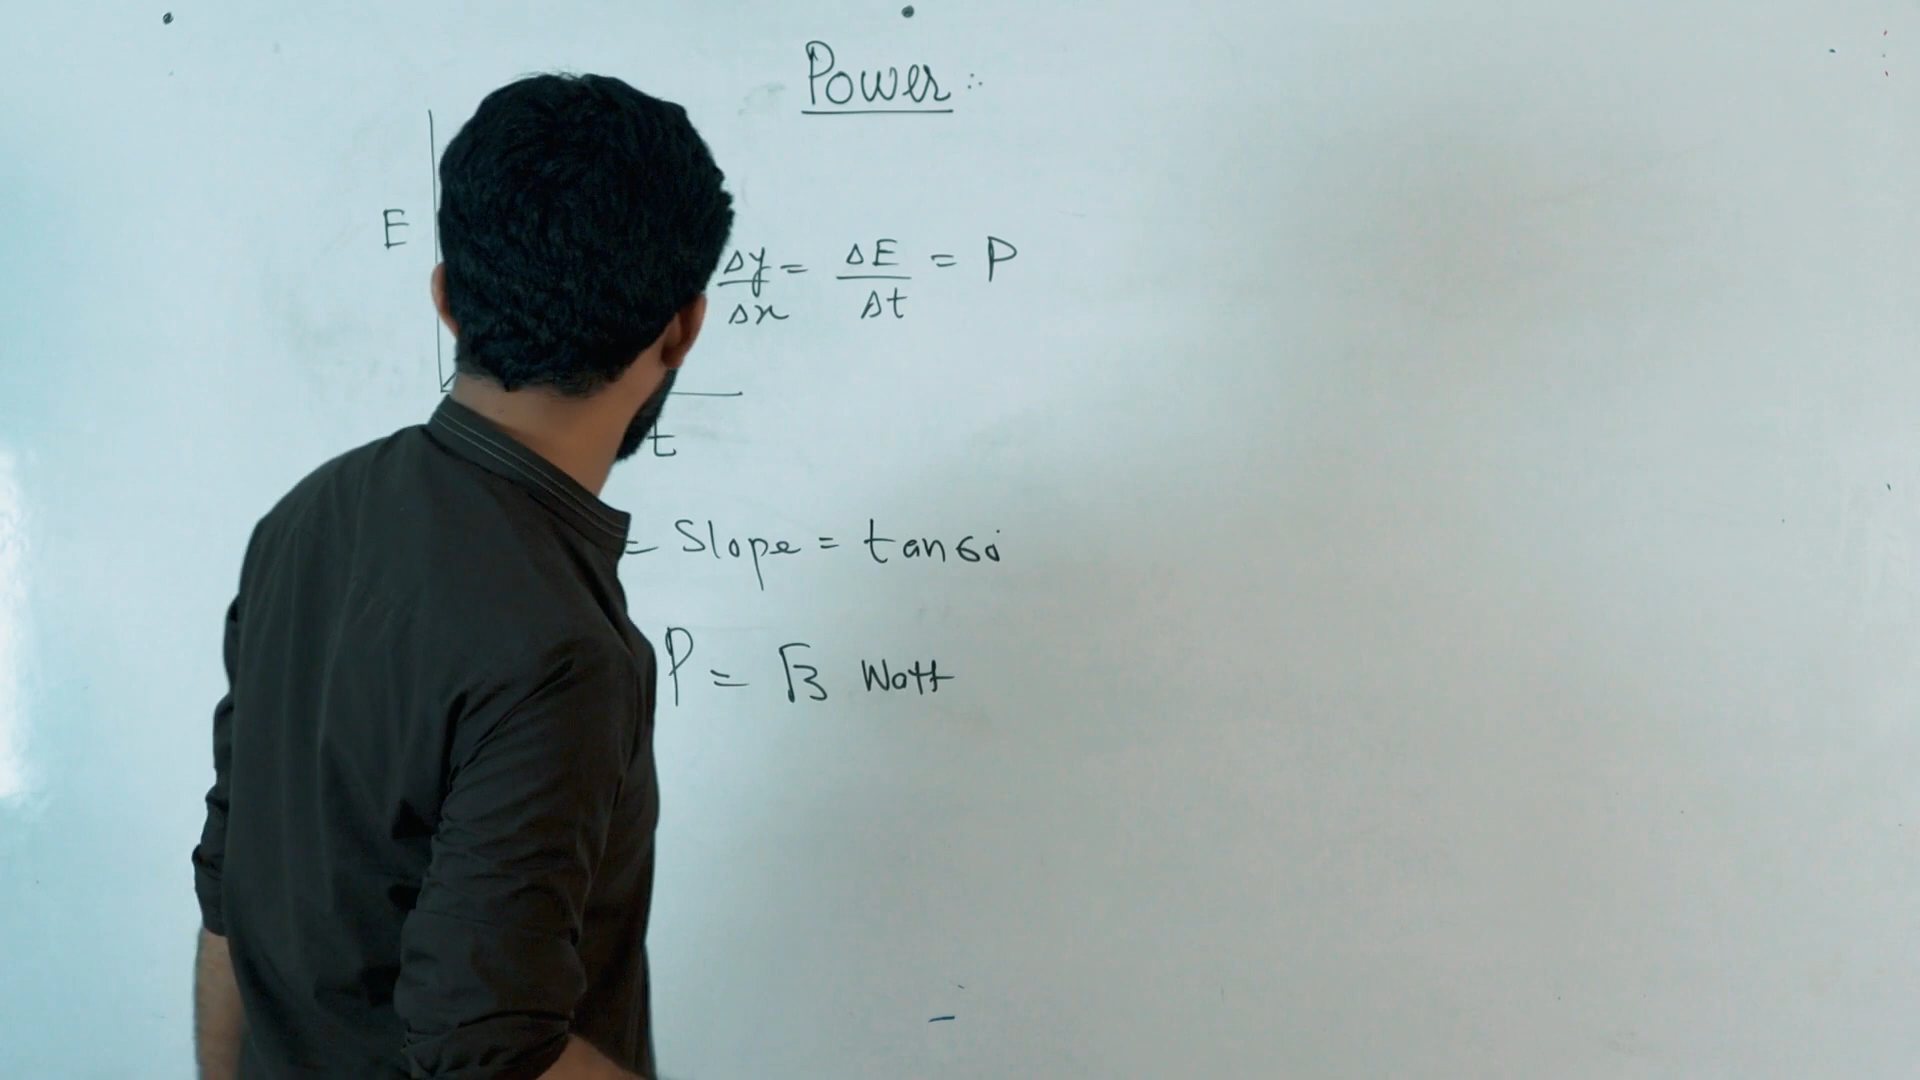 Power :
E
Δy/Δx = ΔE/Δt = P
t
= Slope = tan60°
P = √3 Watt